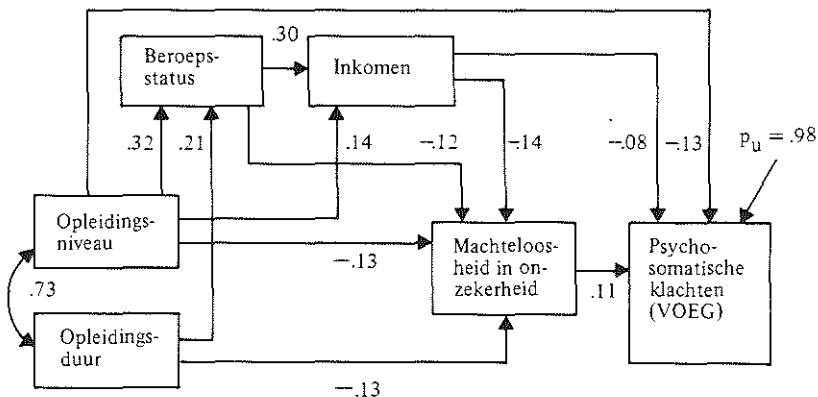 .30
Beroeps-
status
Inkomen
.32
.21
.14
—.12
—.14
—.08
—.13
pu = .98
Opleidings-
niveau
Machteloos-
heid in on-
zekerheid
Psycho-
somatische
klachten
(VOEG)
—.13
.73
.11
Opleidings-
duur
—.13